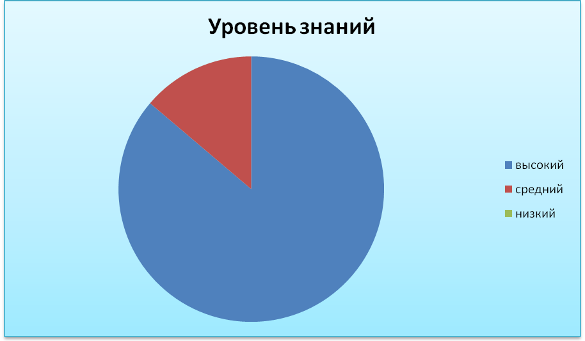 Уровень знаний
высокий
средний
низкий